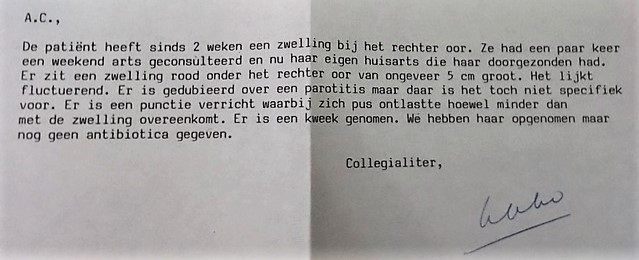 A.C.,
De patiënt heeft sinds 2 weken een zwelling bij het rechter oor. Ze had een paar keer
een weekend arts geconsulteerd en nu haar eigen huisarts die haar doorgezonden had.
Er zit een zwelling rood onder het rechter oor van ongeveer 5 cm groot. Het lijkt
fluctuerend. Er is gedubieerd over een parotitis maar daar is het toch niet specifiek
voor. Er is een punctie verricht waarbij zich pus ontlastte hoewel minder dan
met de zwelling overeenkomt. Er is een kweek genomen. We hebben haar opgenomen maar
nog geen antibiotica gegeven.
Collegialiter,